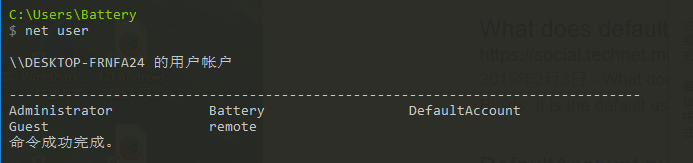 What does default
C:\Users\Battery
$ net user
https://social.technet.mi
\\DESKTOP-FRNFA24 的用户帐户
-------------------------------------------------------------------------------
Administrator Battery DefaultAccount
Guest remote
命令成功完成。